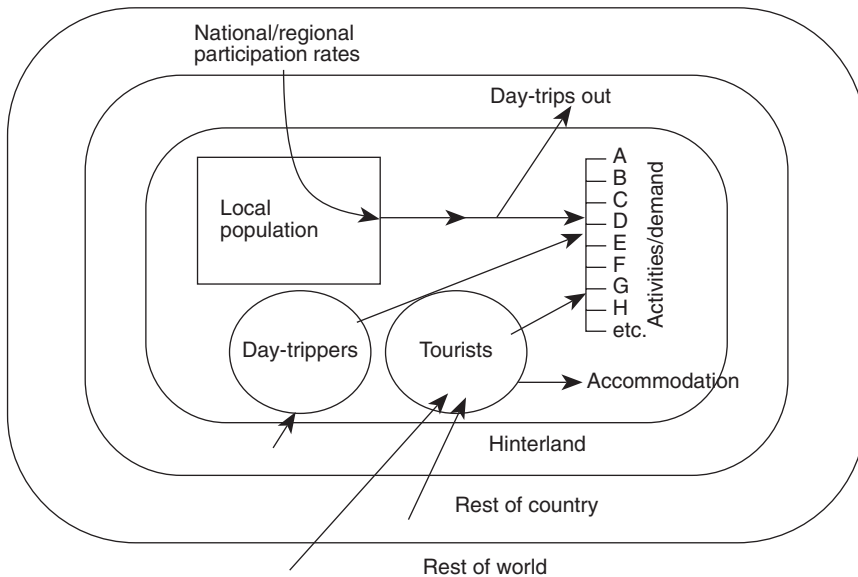 National/regional
participation rates
Day-trips out
Local
population
A
B
C
D
E
F
G
H
etc.
Activities/demand
Day-trippers
Tourists
Accommodation
Hinterland
Rest of country
Rest of world